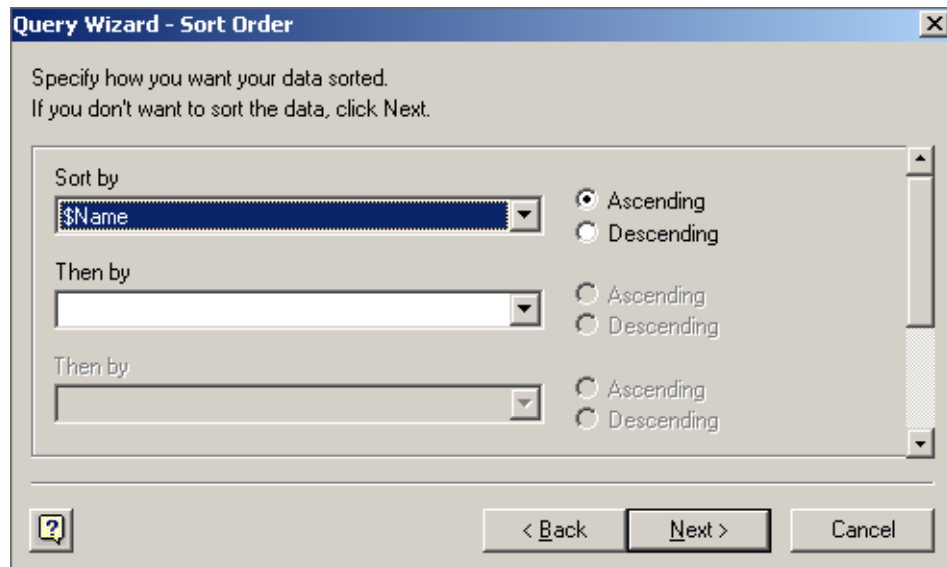 Query Wizard - Sort Order
Specify how you want your data sorted.
If you don't want to sort the data, click Next.
Sort by
$Name
Ascending
Descending
Then by
Ascending
Descending
Then by
Ascending
Descending
< Back
Next >
Cancel